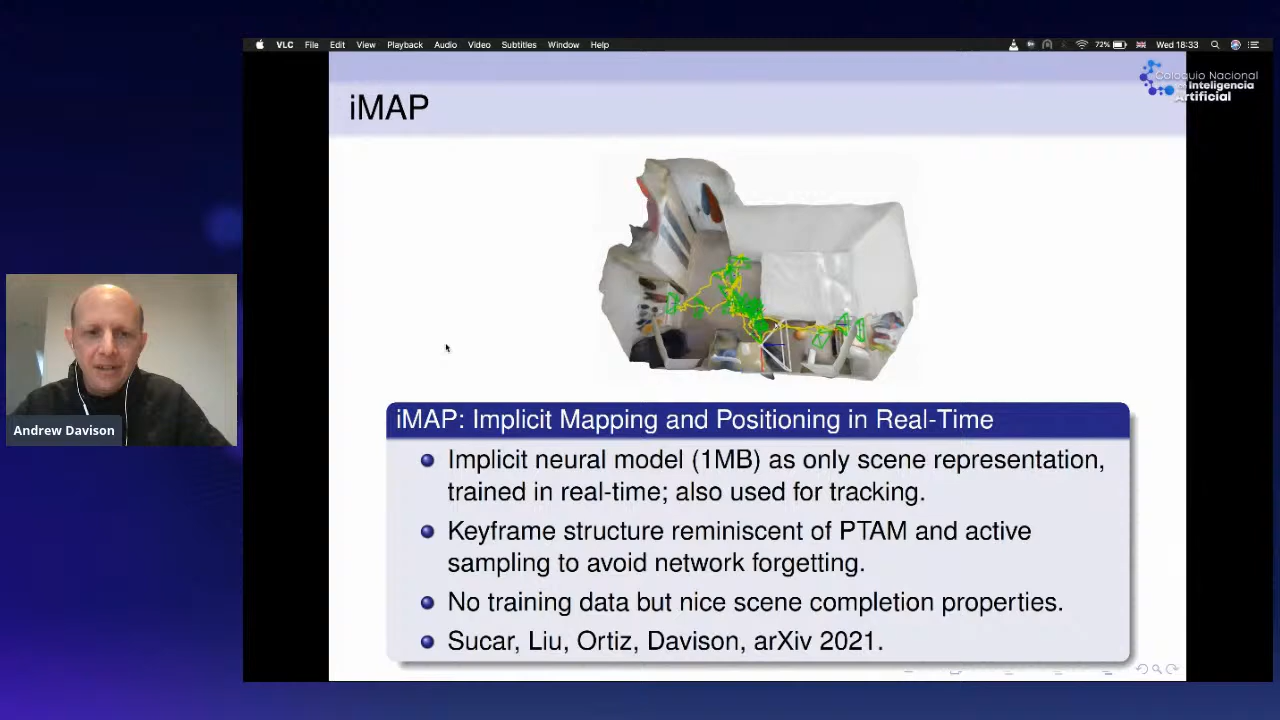 VLC File Edit View Playback Audio Video Subtitles Window Help
72% Wed 18:33
Coloquio Nacional
de Inteligencia
Artificial
iMAP
Andrew Davison
iMAP: Implicit Mapping and Positioning in Real-Time
Implicit neural model (1MB) as only scene representation,
trained in real-time; also used for tracking.
Keyframe structure reminiscent of PTAM and active
sampling to avoid network forgetting.
No training data but nice scene completion properties.
Sucar, Liu, Ortiz, Davison, arXiv 2021.